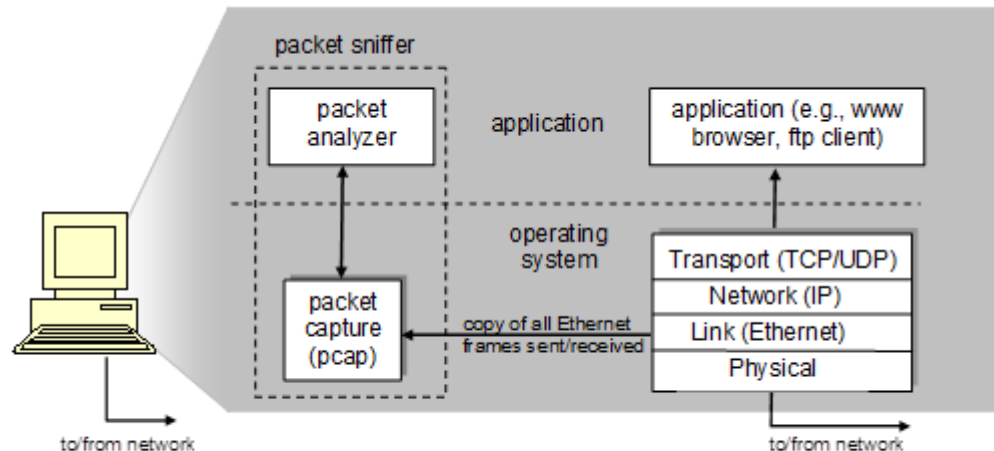 packet sniffer
packet
analyzer
application
application (e.g., www
browser, ftp client)
operating
system
packet
capture
(pcap)
copy of all Ethernet
frames sent/received
Transport (TCP/UDP)
Network (IP)
Link (Ethernet)
Physical
to/from network
to/from network